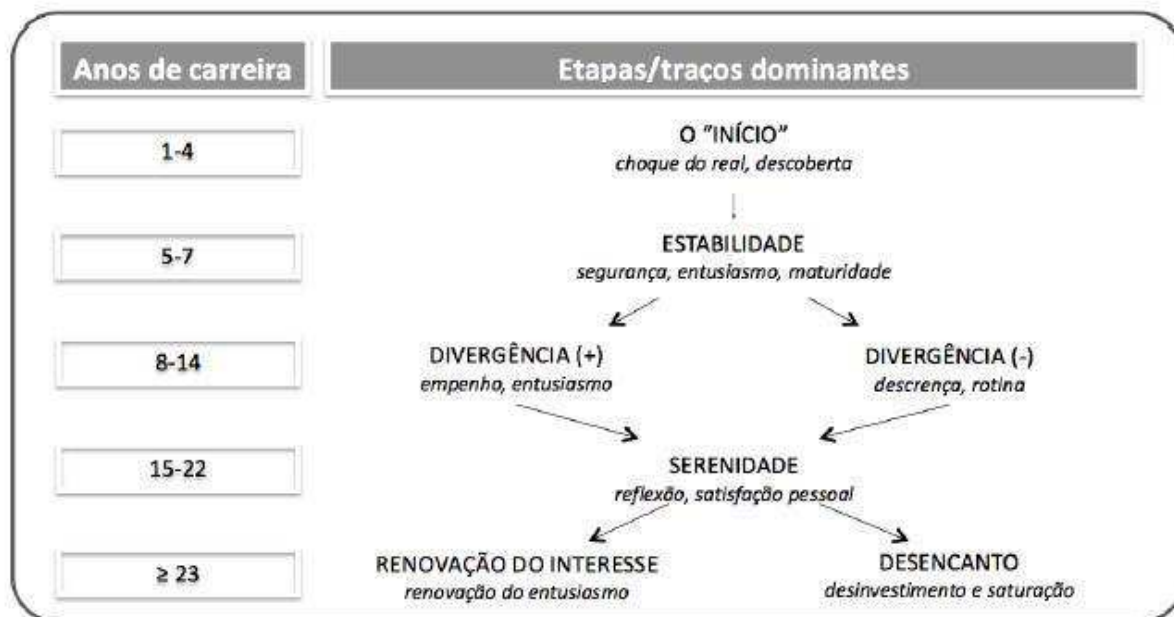 Anos de carreira
Etapas/traços dominantes
1-4
O "INÍCIO"
choque do real, descoberta
5-7
ESTABILIDADE
segurança, entusiasmo, maturidade
8-14
DIVERGÊNCIA (+)
empenho, entusiasmo
DIVERGÊNCIA (-)
descrença, rotina
15-22
SERENIDADE
reflexão, satisfação pessoal
≥ 23
RENOVAÇÃO DO INTERESSE
renovação do entusiasmo
DESENCANTO
desinvestimento e saturação